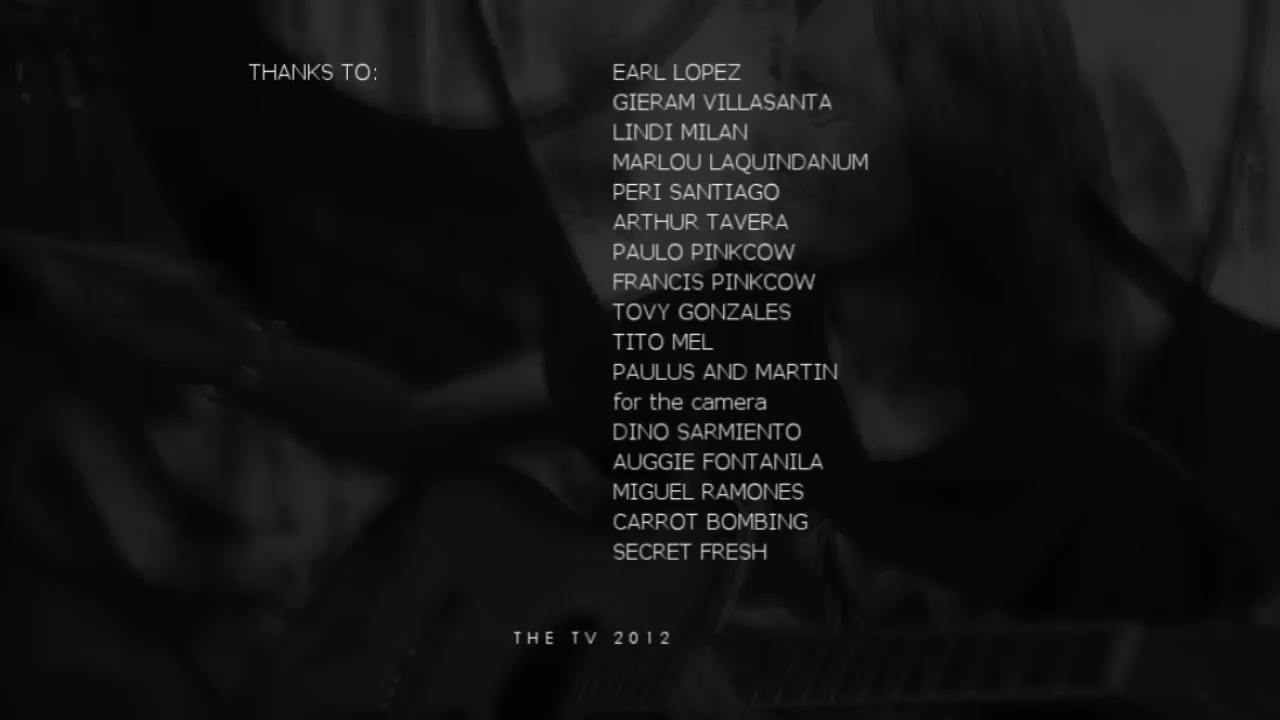 THANKS TO:
EARL LOPEZ
GIERAM VILLASANTA
LINDI MILAN
MARLOU LAQUINDANUM
PERI SANTIAGO
ARTHUR TAVERA
PAULO PINKCOW
FRANCIS PINKCOW
TOVY GONZALES
TITO MEL
PAULUS AND MARTIN
for the camera
DINO SARMIENTO
AUGGIE FONTANILA
MIGUEL RAMONES
CARROT BOMBING
SECRET FRESH
THE TV 2012